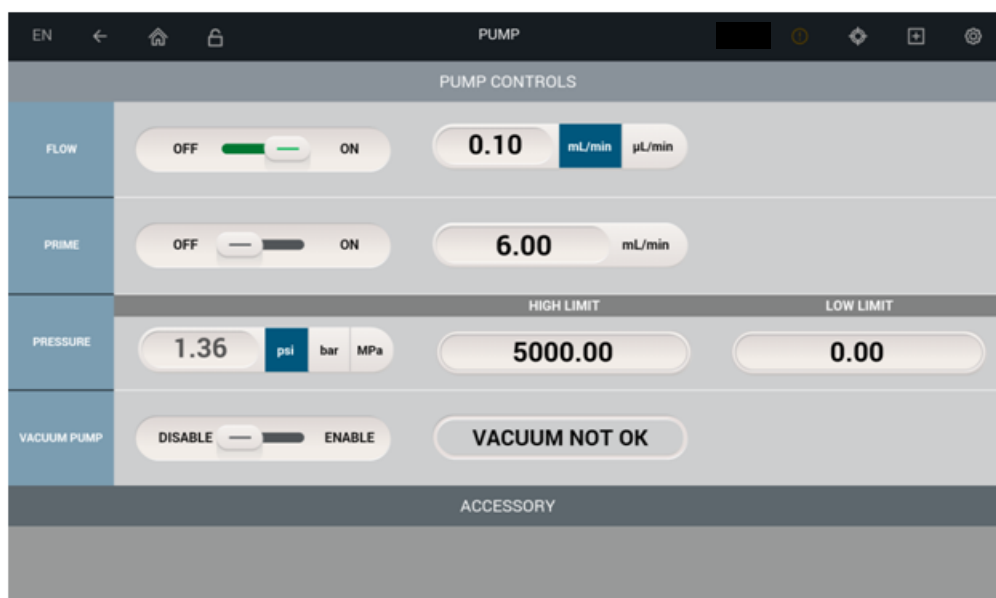 EN PUMP
PUMP CONTROLS
FLOW OFF ON 0.10 mL/min µL/min
PRIME OFF ON 6.00 mL/min
HIGH LIMIT LOW LIMIT
PRESSURE 1.36 psi bar MPa 5000.00 0.00
VACUUM PUMP DISABLE ENABLE VACUUM NOT OK
ACCESSORY